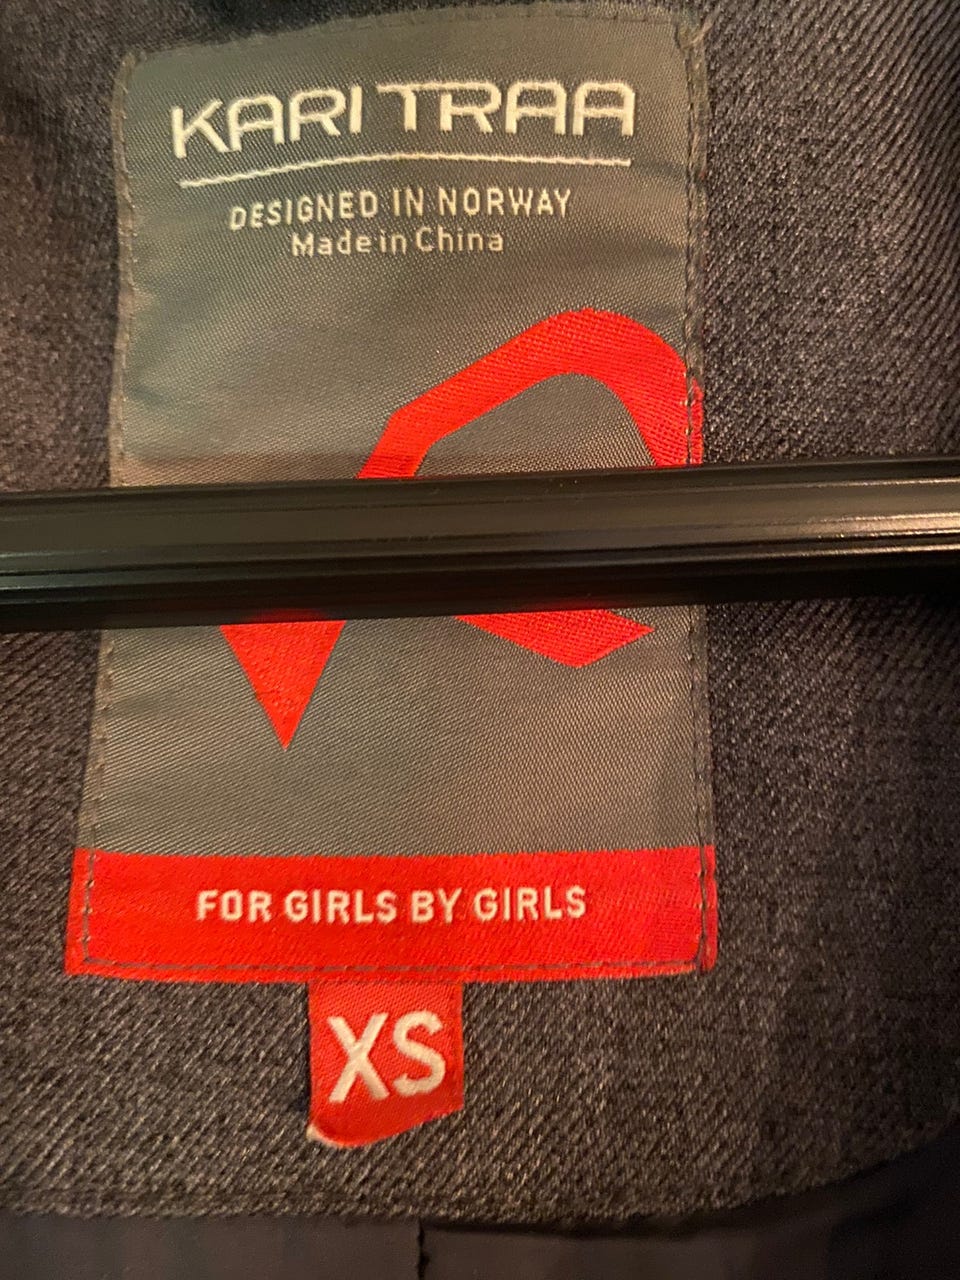 KARI TRAA
DESIGNED IN NORWAY
Made in China
FOR GIRLS BY GIRLS
XS